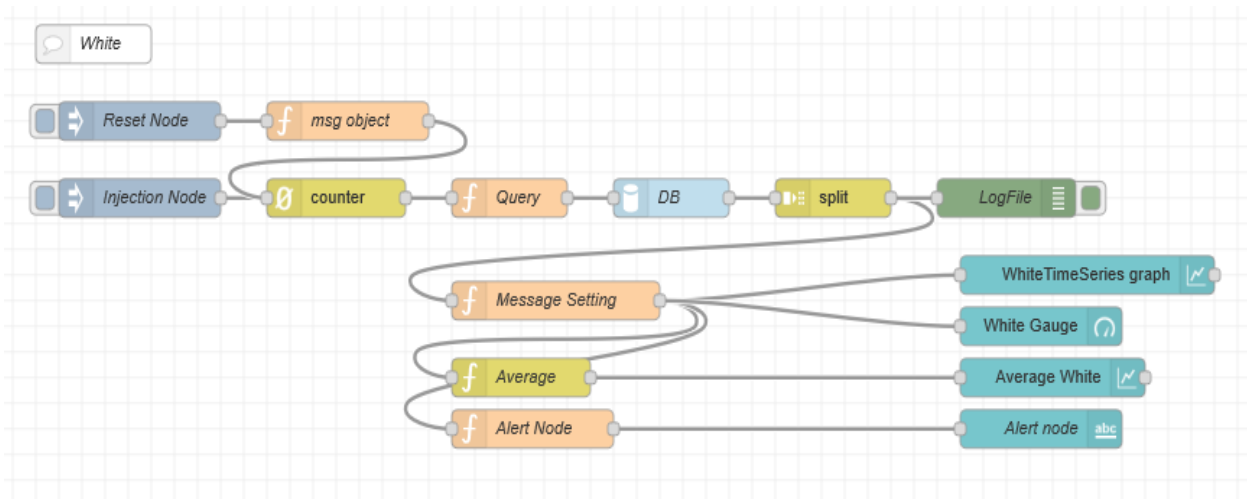 White
Reset Node
msg object
Injection Node
counter
Query
DB
split
LogFile
WhiteTimeSeries graph
Message Setting
White Gauge
Average
Average White
Alert Node
Alert node
abc